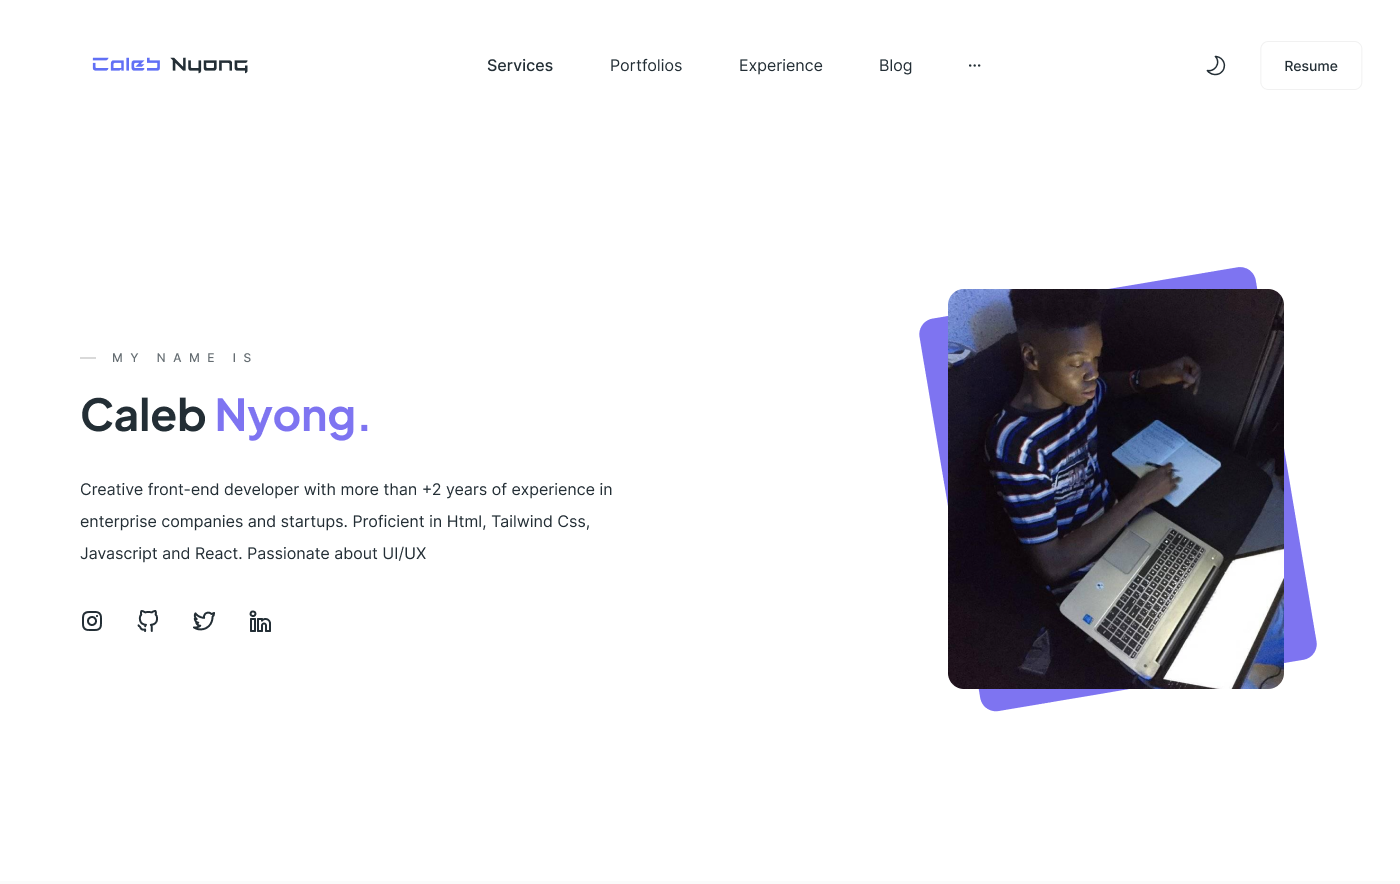 Caleb Nyong
Services
Portfolios
Experience
Blog
...
Resume
MY NAME IS
Caleb Nyong.
Creative front-end developer with more than +2 years of experience in
enterprise companies and startups. Proficient in Html, Tailwind Css,
Javascript and React. Passionate about UI/UX